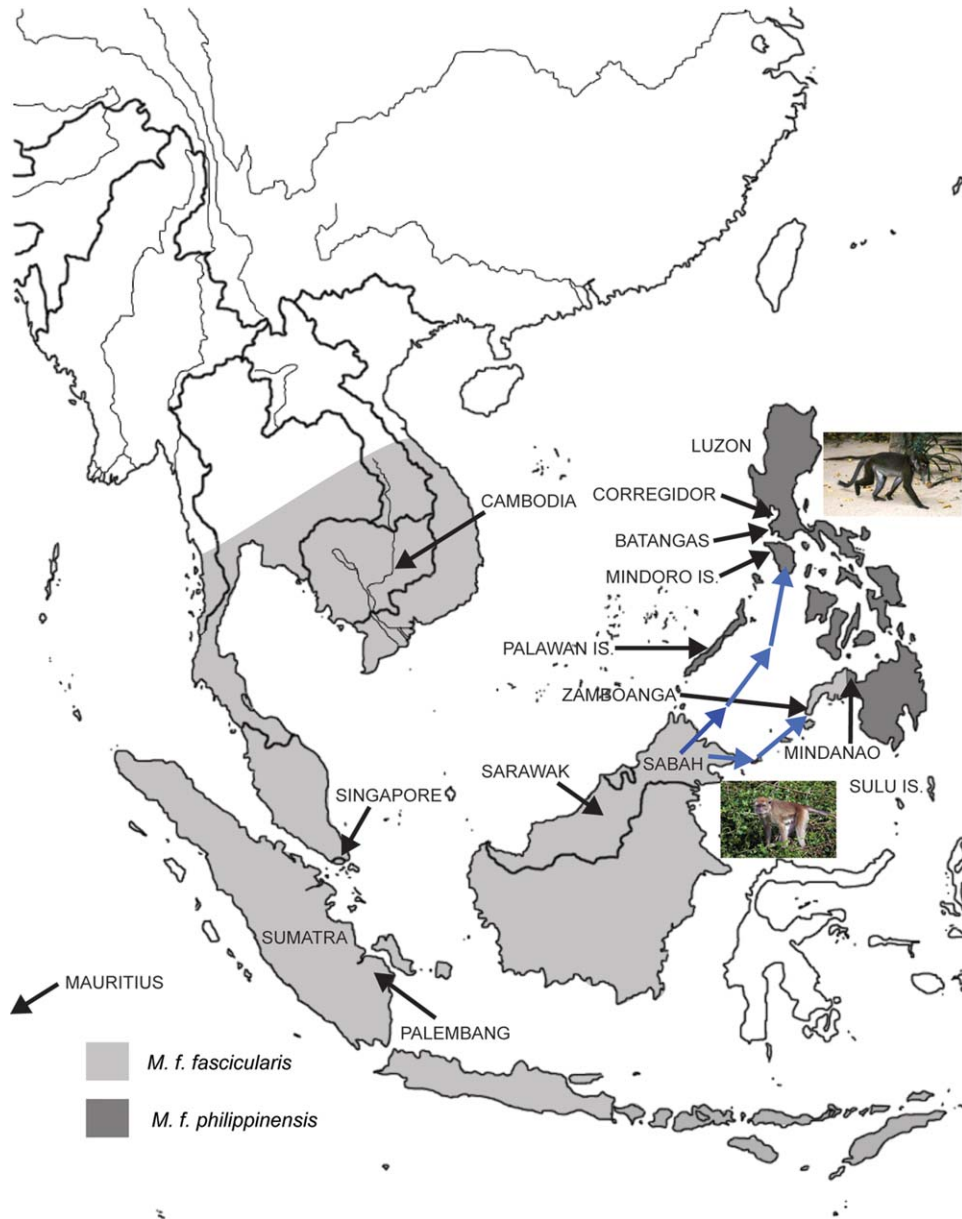 LUZON
CORREGIDOR
CAMBODIA
BATANGAS
MINDORO IS.
PALAWAN IS.
ZAMBOANGA
MINDANAO
SABAH
SARAWAK
SULU IS.
SINGAPORE
SUMATRA
MAURITIUS
PALEMBANG
M. f. fascicularis
M. f. philippinensis